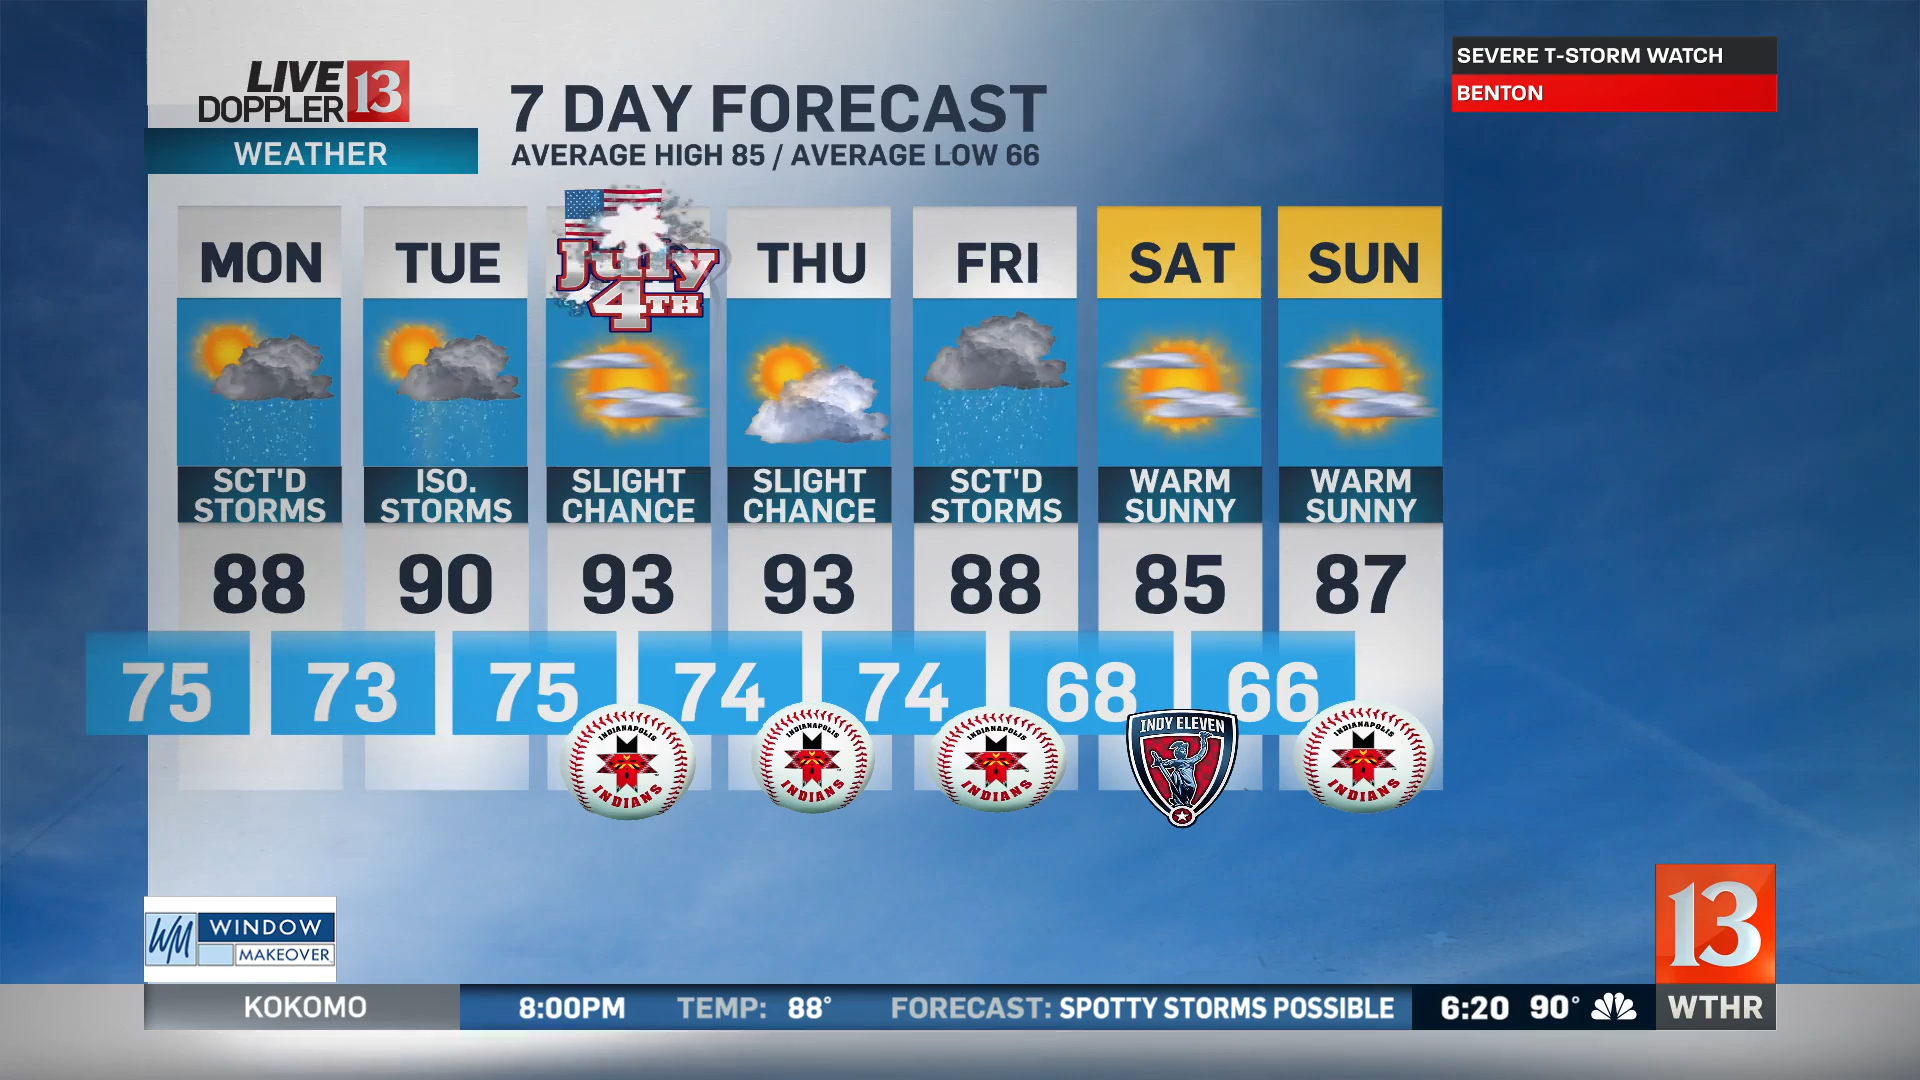 LIVE
DOPPLER 13
WEATHER
7 DAY FORECAST
AVERAGE HIGH 85 / AVERAGE LOW 66
SEVERE T-STORM WATCH
BENTON
MON TUE July 4TH THU FRI SAT SUN
SCT'D STORMS
ISO. STORMS
SLIGHT CHANCE
SLIGHT CHANCE
SCT'D STORMS
WARM SUNNY
WARM SUNNY
88 90 93 93 88 85 87
75 73 75 74 74 68 66
INDIANAPOLIS INDIANS
INDIANAPOLIS INDIANS
INDIANAPOLIS INDIANS
INDY ELEVEN
INDIANAPOLIS INDIANS
WM WINDOW
MAKEOVER
13
KOKOMO 8:00PM TEMP: 88° FORECAST: SPOTTY STORMS POSSIBLE 6:20 90° WTHR